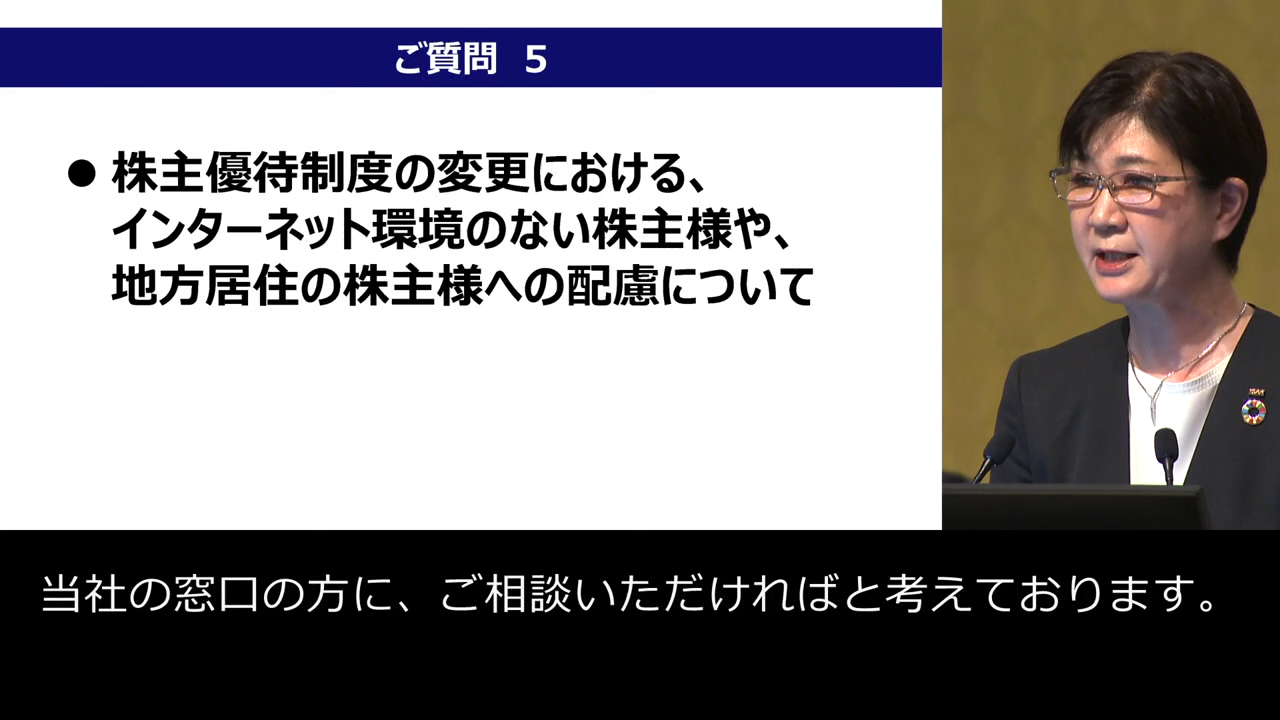 ご質問 5
● 株主優待制度の変更における、
インターネット環境のない株主様や、
地方居住の株主様への配慮について
当社の窓口の方に、ご相談いただければと考えております。